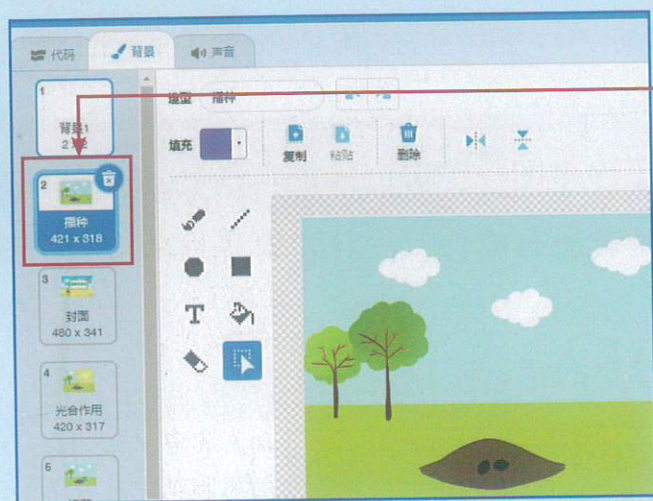 代码 背景 声音
1
背景1
造型 播种
填充 复制 粘贴 删除
2
播种
421 x 318
3
封面
480 x 341
T
4
光合作用
420 x 317
5